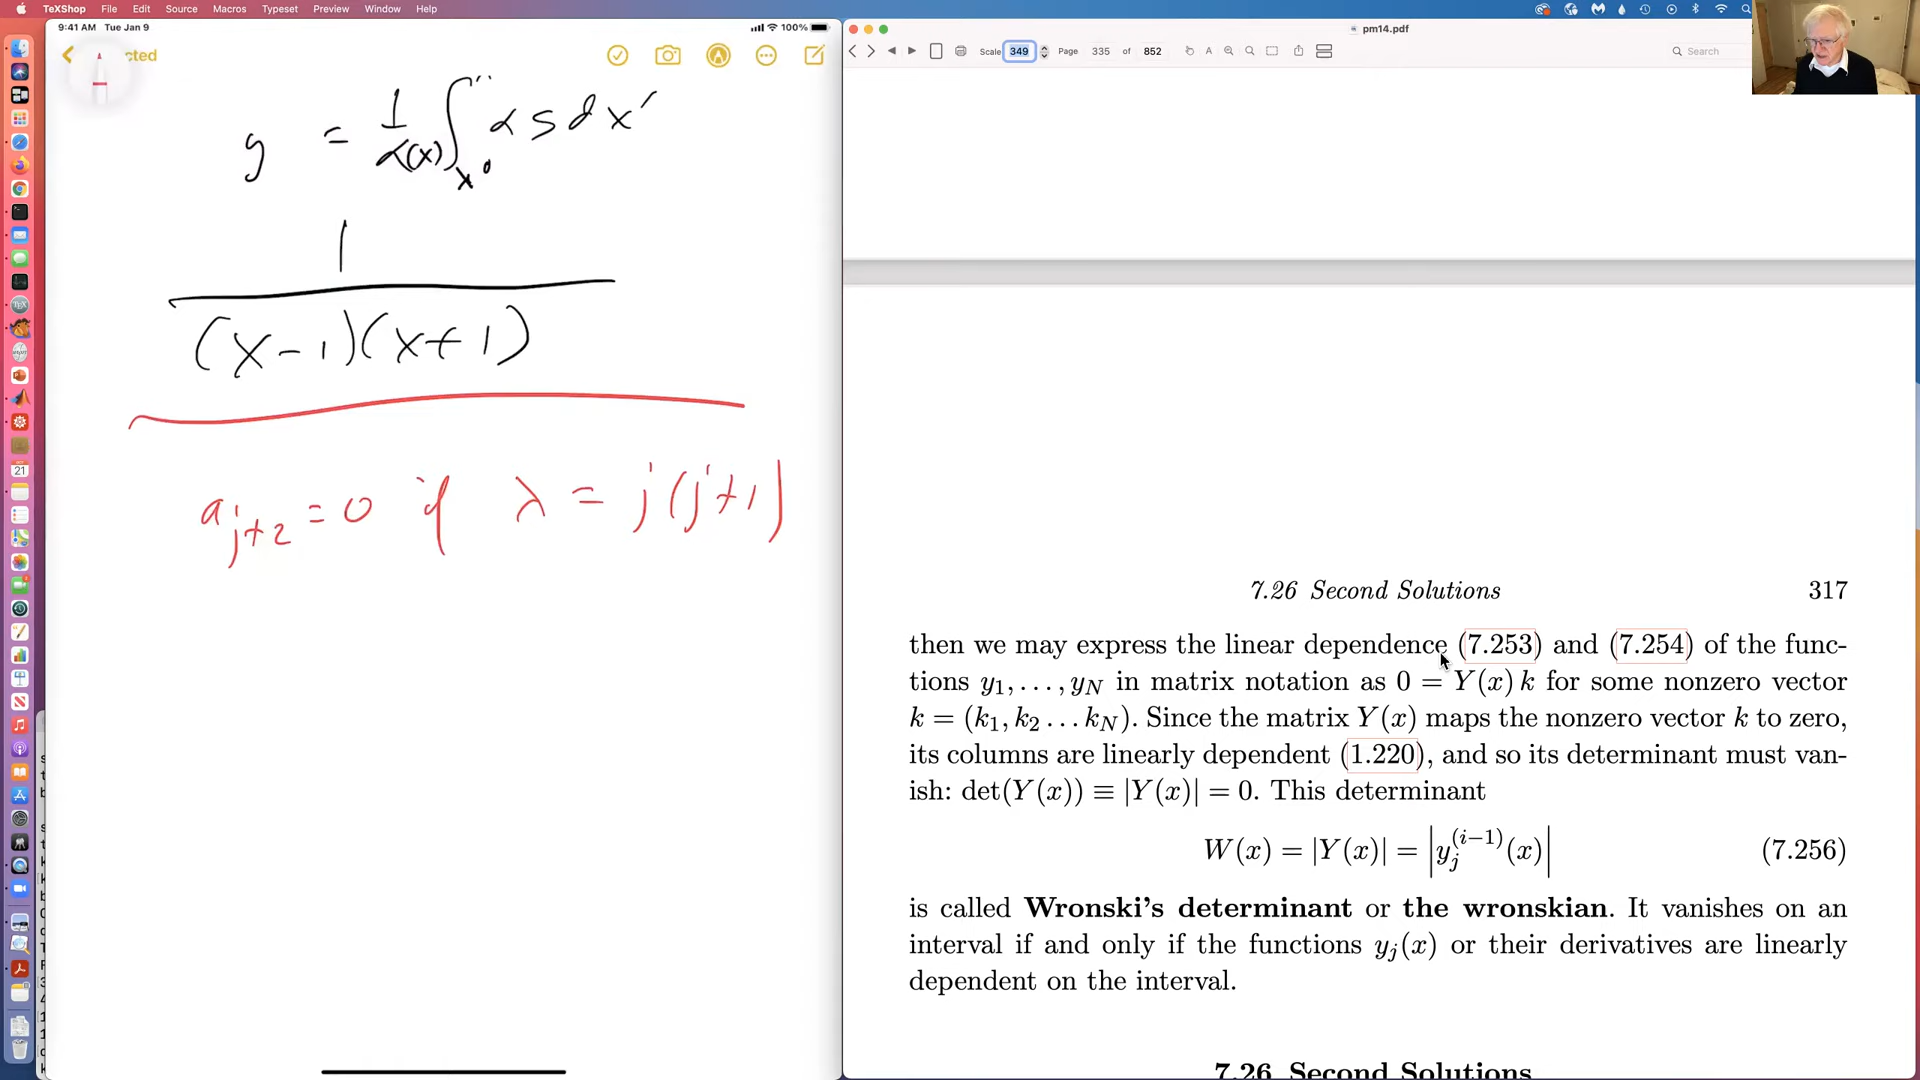 TeXShop File Edit Source Macros Typeset Preview Window Help
9:41 AM Tue Jan 9
100%
cted
y = 1/α(x) ∫ x₀ α s d x′
1
(x-1)(x+1)
a_{j+2} = 0 if λ = j(j+1)
21
pm14.pdf
Scale 349 Page 335 of 852
Search
7.26 Second Solutions 317
then we may express the linear dependence (7.253) and (7.254) of the func-
tions y₁, . . . , y_N in matrix notation as 0 = Y(x) k for some nonzero vector
k = (k₁, k₂ . . . k_N). Since the matrix Y(x) maps the nonzero vector k to zero,
its columns are linearly dependent (1.220), and so its determinant must van-
ish: det(Y(x)) ≡ |Y(x)| = 0. This determinant
W(x) = |Y(x)| = |y_j^{(i−1)}(x)| (7.256)
is called Wronski's determinant or the wronskian. It vanishes on an
interval if and only if the functions y_j(x) or their derivatives are linearly
dependent on the interval.
7.26 Second Solutions